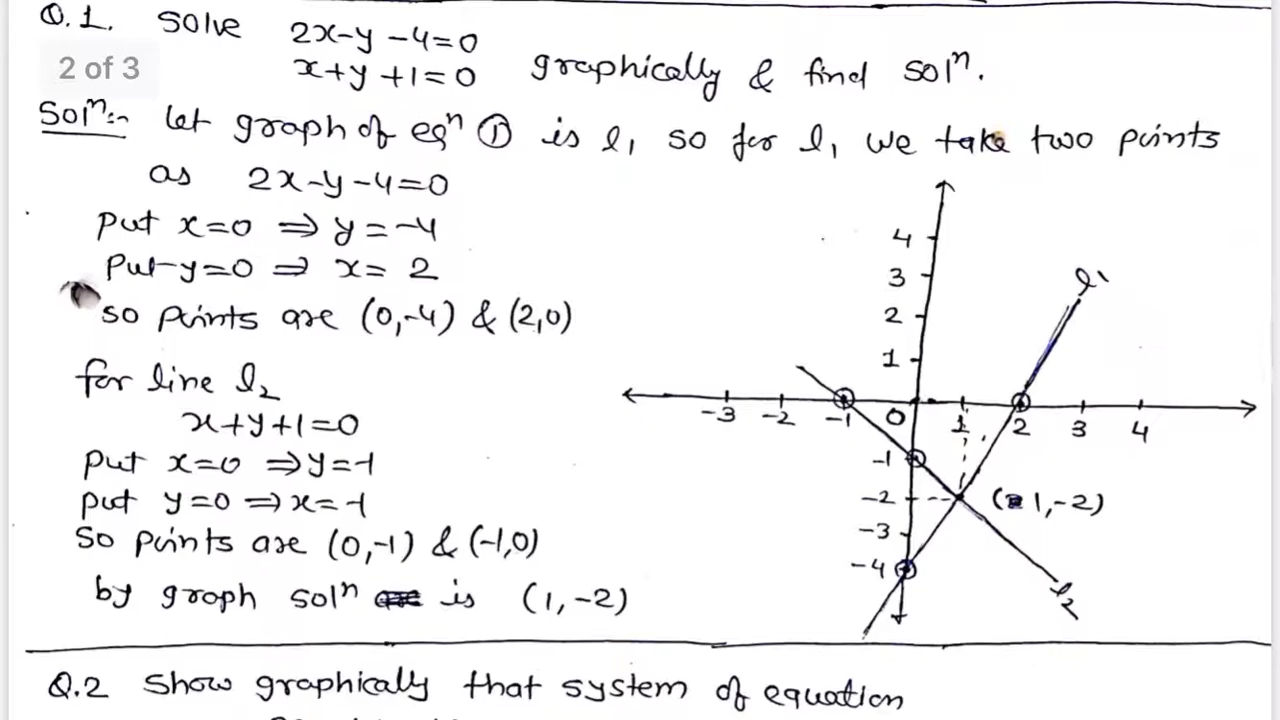 Q.1. Solve 2x-y-4=0
x+y+1=0 graphically & find solⁿ.
2 of 3
Solⁿ:- let graph of eqⁿ ① is l₁ so for l₁ we take two points
as 2x-y-4=0
put x=0 ⇒ y=-4
Put y=0 ⇒ x= 2
so points are (0,-4) & (2,0)
for line l₂
x+y+1=0
put x=0 ⇒ y=-1
put y=0 ⇒ x=-1
So points are (0,-1) & (-1,0)
by graph solⁿ is (1,-2)
4
3
2
1
l₁
-3 -2 -1 0 1 2 3 4
-1
-2 (1,-2)
-3
-4
l₂
Q.2 Show graphically that system of equation